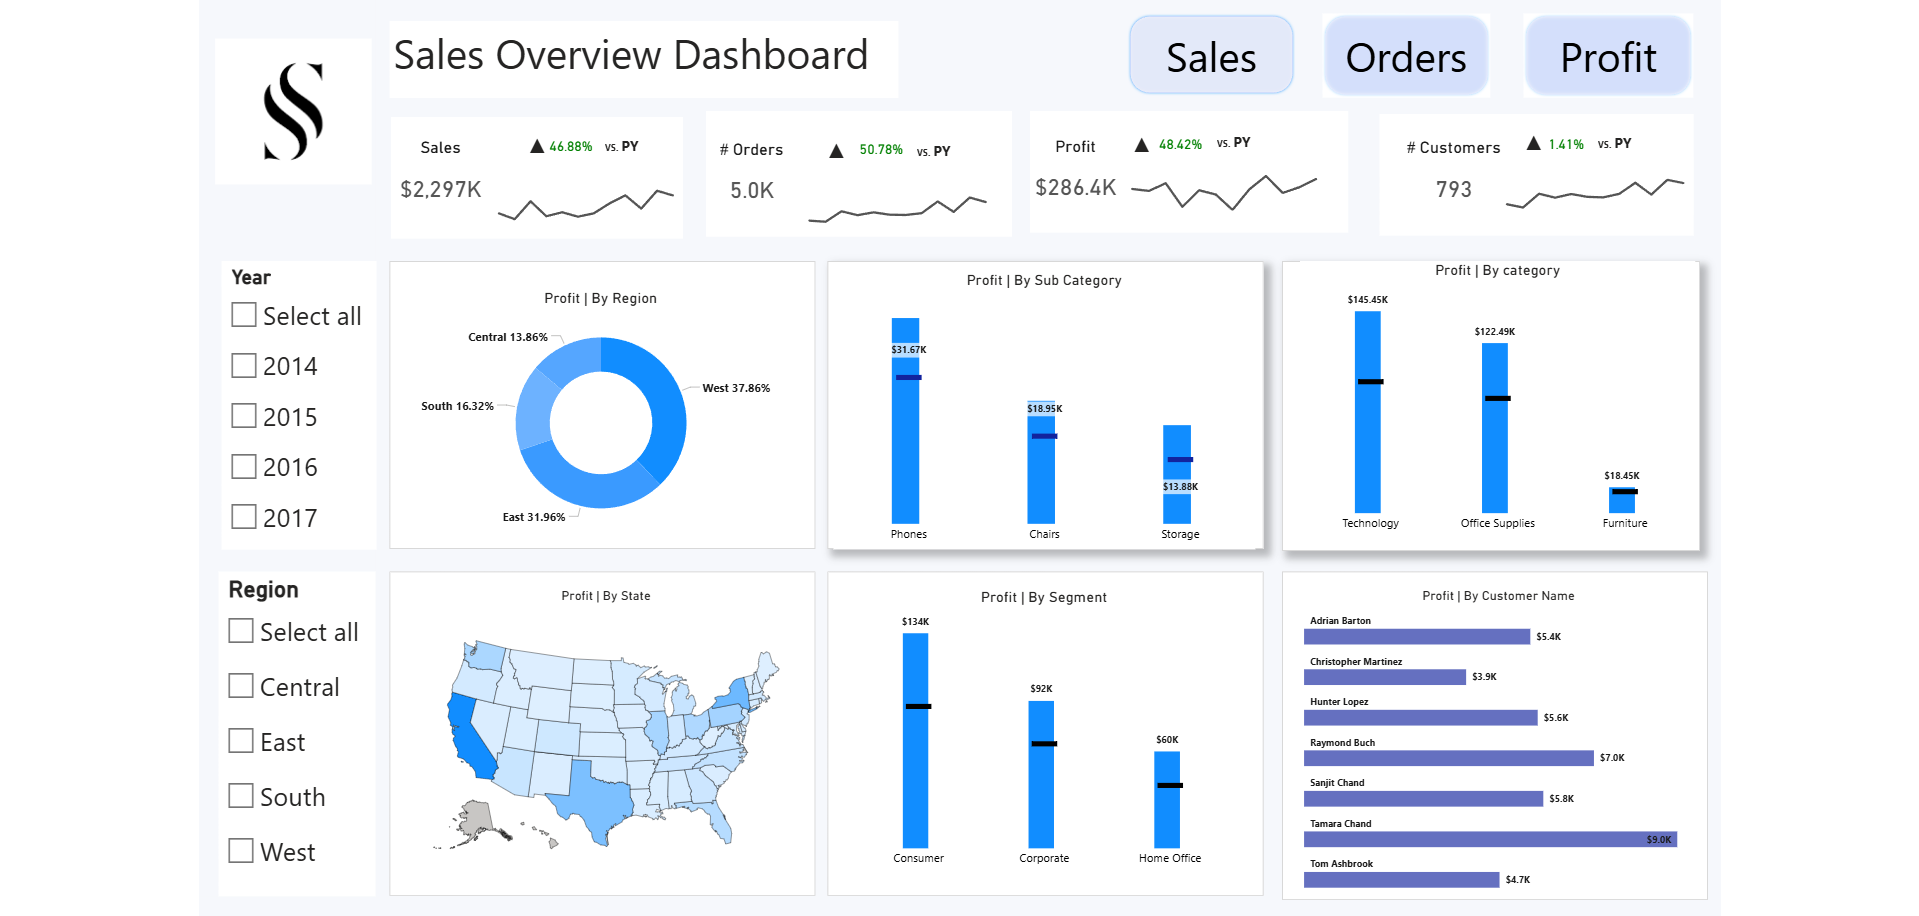 Sales Overview Dashboard
Sales
Orders
Profit
Sales
▲ 46.88% vs. PY
$2,297K
# Orders
▲ 50.78% vs. PY
5.0K
Profit
▲ 48.42% vs. PY
$286.4K
# Customers
▲ 1.41% vs. PY
793
Year
Select all
2014
2015
2016
2017
Profit | By Region
Central 13.86%
West 37.86%
South 16.32%
East 31.96%
Profit | By Sub Category
$31.67K
$18.95K
$13.88K
Phones
Chairs
Storage
Profit | By category
$145.45K
$122.49K
$18.45K
Technology
Office Supplies
Furniture
Region
Select all
Central
East
South
West
Profit | By State
Profit | By Segment
$134K
$92K
$60K
Consumer
Corporate
Home Office
Profit | By Customer Name
Adrian Barton
$5.4K
Christopher Martinez
$3.9K
Hunter Lopez
$5.6K
Raymond Buch
$7.0K
Sanjit Chand
$5.8K
Tamara Chand
$9.0K
Tom Ashbrook
$4.7K